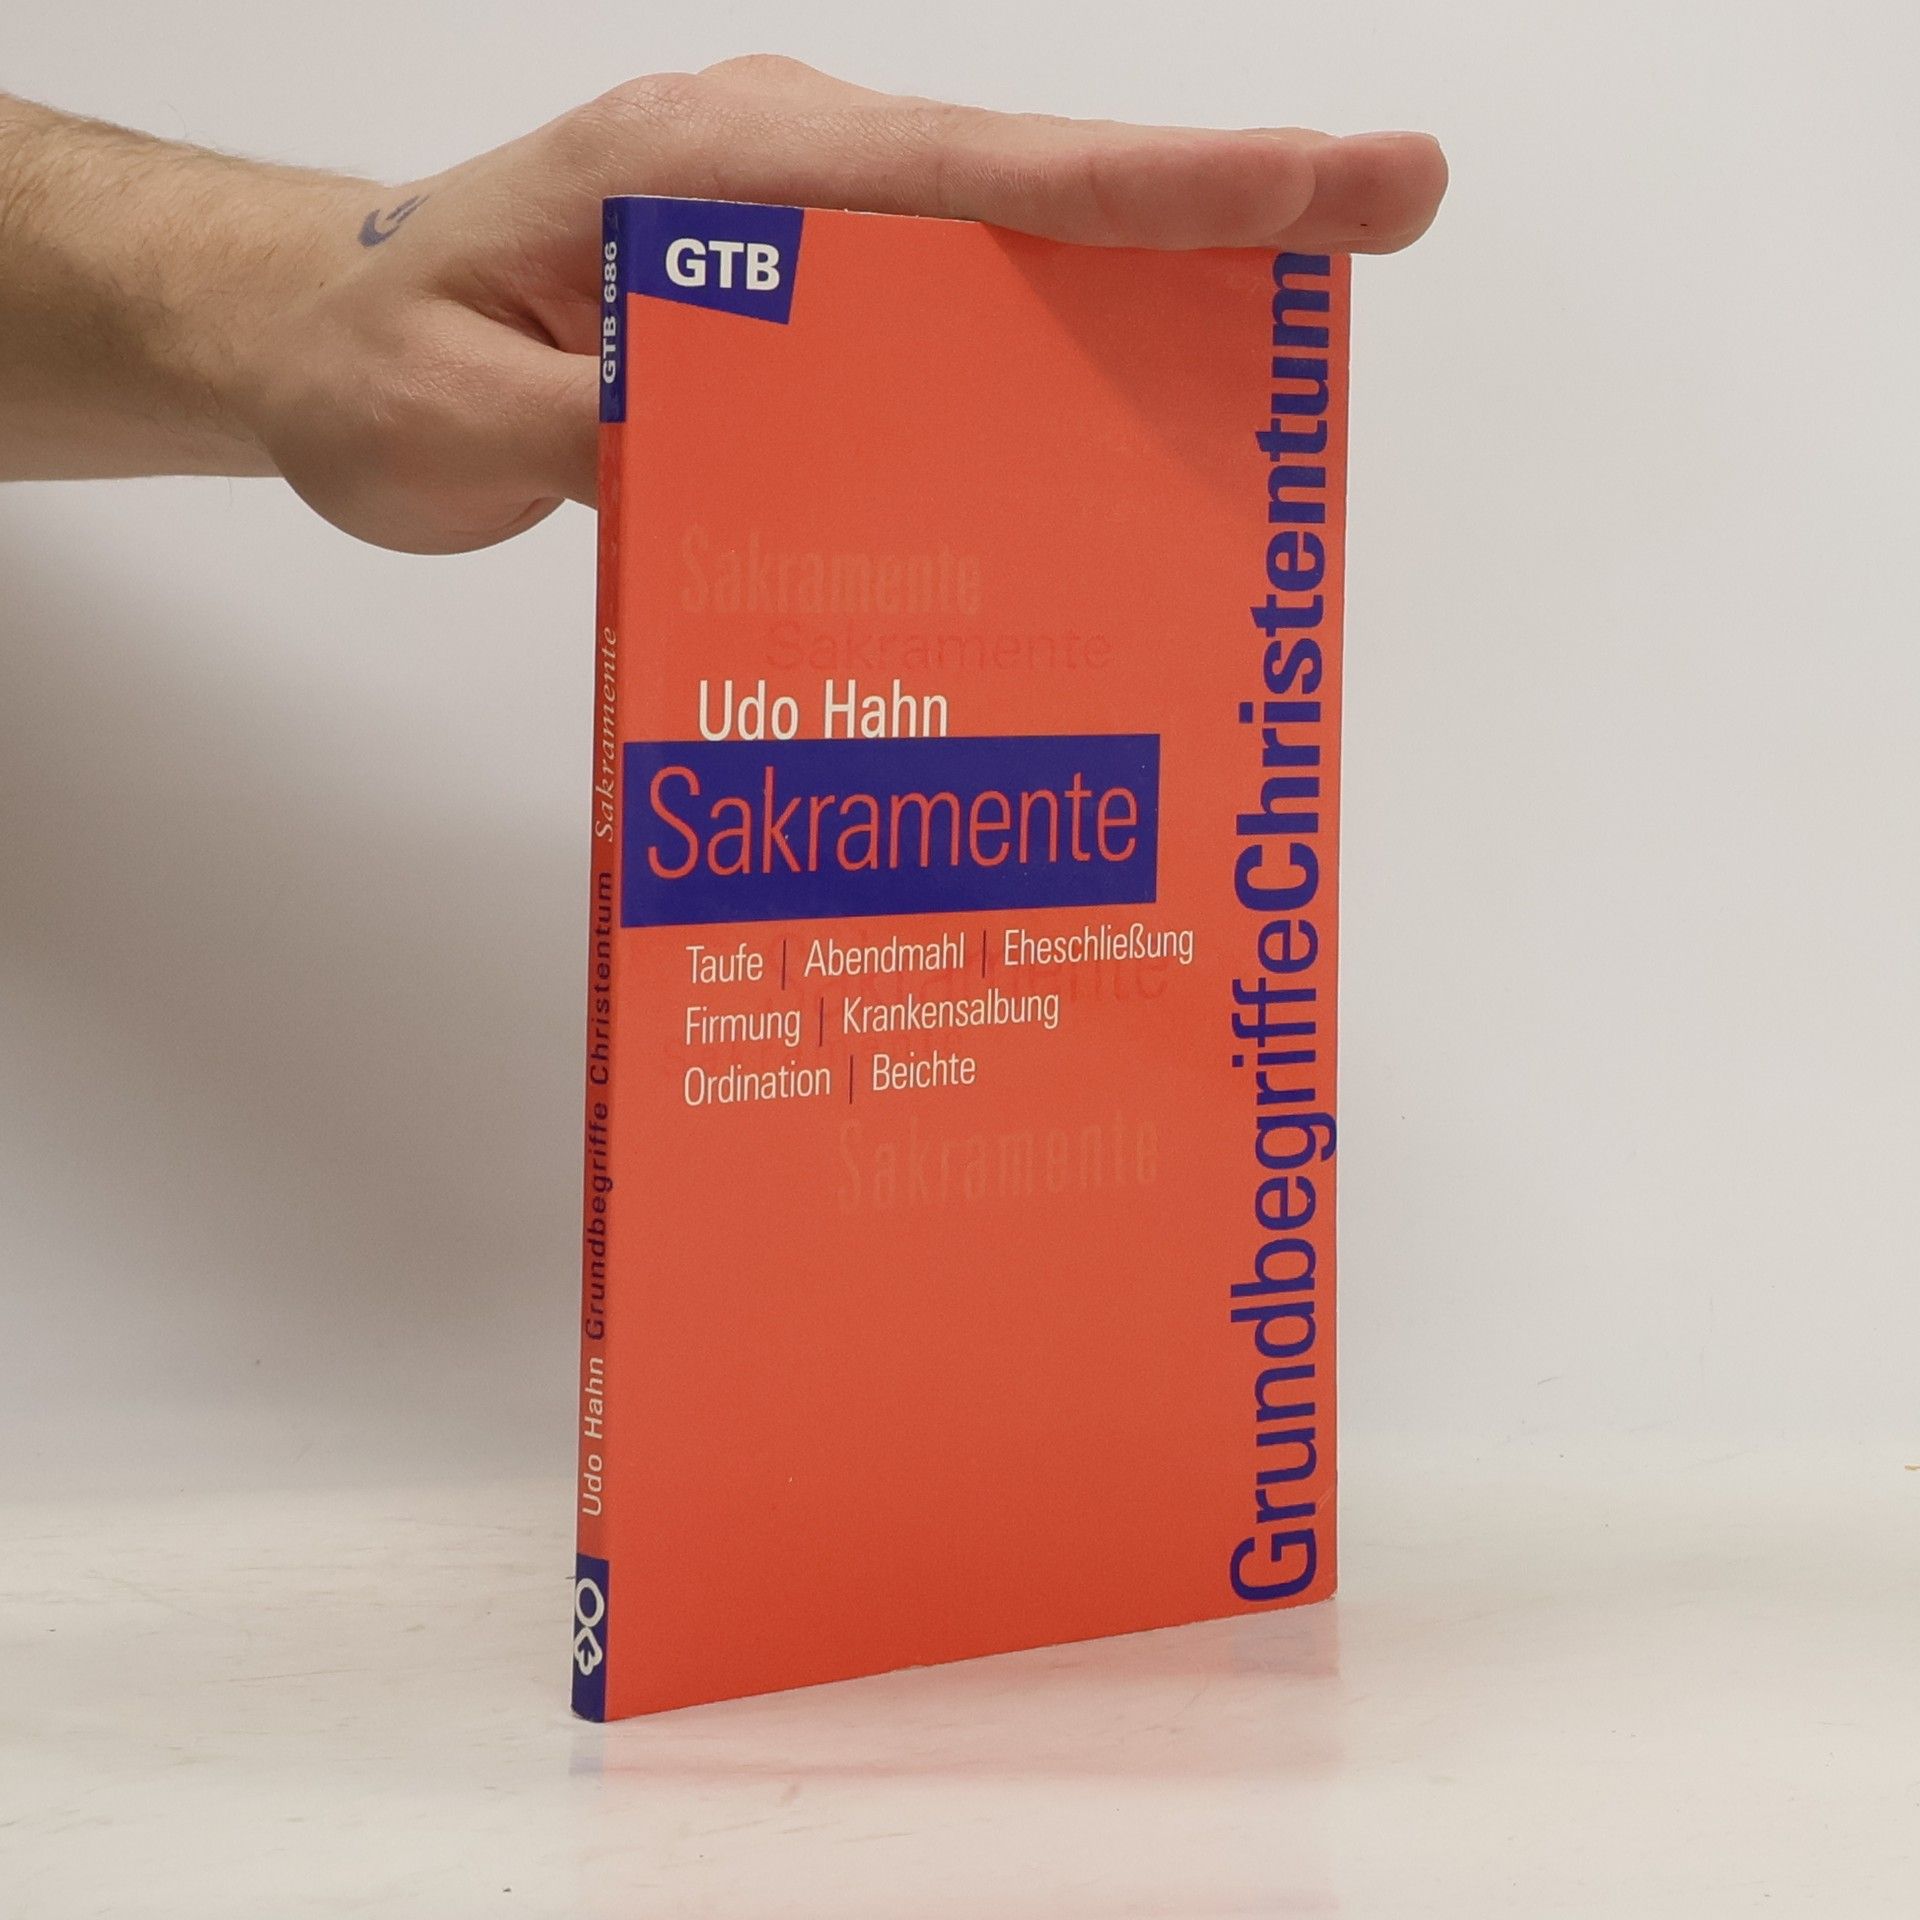 GTB
Sakramente
Sakramente
Udo Hahn
Sakramente
Taufe | Abendmahl | Eheschließung
Sakramente
Firmung | Krankensalbung
Ordination | Beichte
Sakramente
GrundbegriffeChristentum
Udo Hahn Grundbegriffe Christentum Sakramente GTB 686